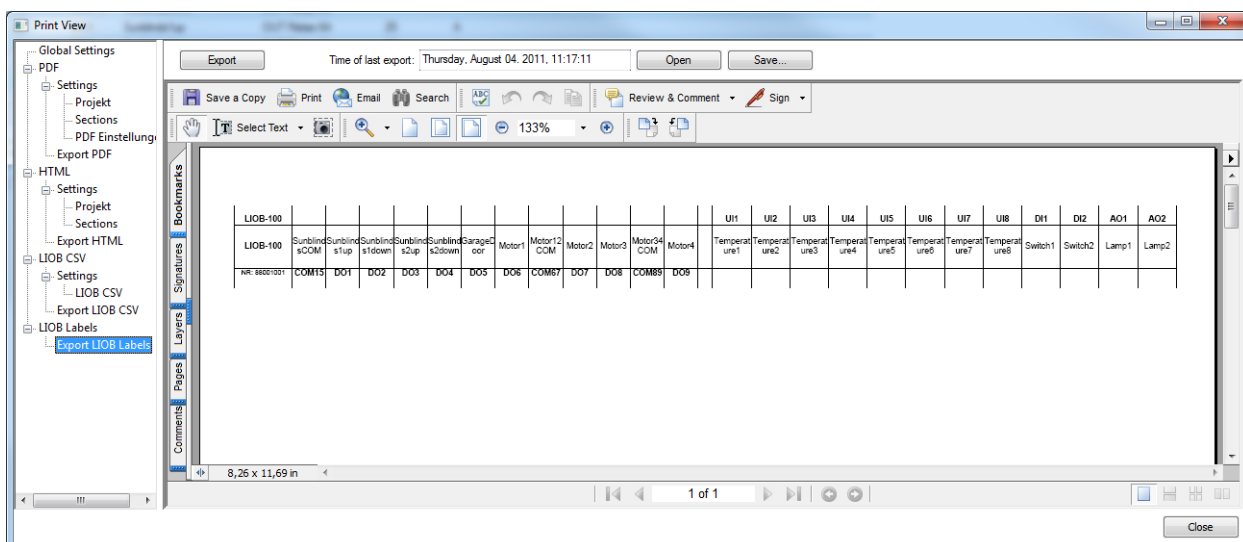 Print View
Global Settings
PDF
Settings
Projekt
Sections
PDF Einstellunge
Export PDF
HTML
Settings
Projekt
Sections
Export HTML
LIOB CSV
Settings
LIOB CSV
Export LIOB CSV
LIOB Labels
Export LIOB Labels
Export Time of last export: Thursday, August 04. 2011, 11:17:11 Open Save...
Save a Copy Print Email Search Review & Comment Sign
Select Text 133%
Bookmarks
Signatures
Layers
Pages
Comments
LIOB-100 UI1 UI2 UI3 UI4 UI5 UI6 UI7 UI8 DI1 DI2 AO1 AO2
LIOB-100 Sunblind Sunblind Sunblind Sunblind Sunblind GarageD Motor1 Motor12 Motor2 Motor3 Motor34 Motor4 Temperat Temperat Temperat Temperat Temperat Temperat Temperat Temperat Switch1 Switch2 Lamp1 Lamp2
sCOM s1up s1down s2up s2down oor COM COM ure1 ure2 ure3 ure4 ure5 ure6 ure7 ure8
NR: 88001001 COM15 DO1 DO2 DO3 DO4 DO5 DO6 COM67 DO7 DO8 COM89 DO9
8,26 x 11,69 in
1 of 1
Close